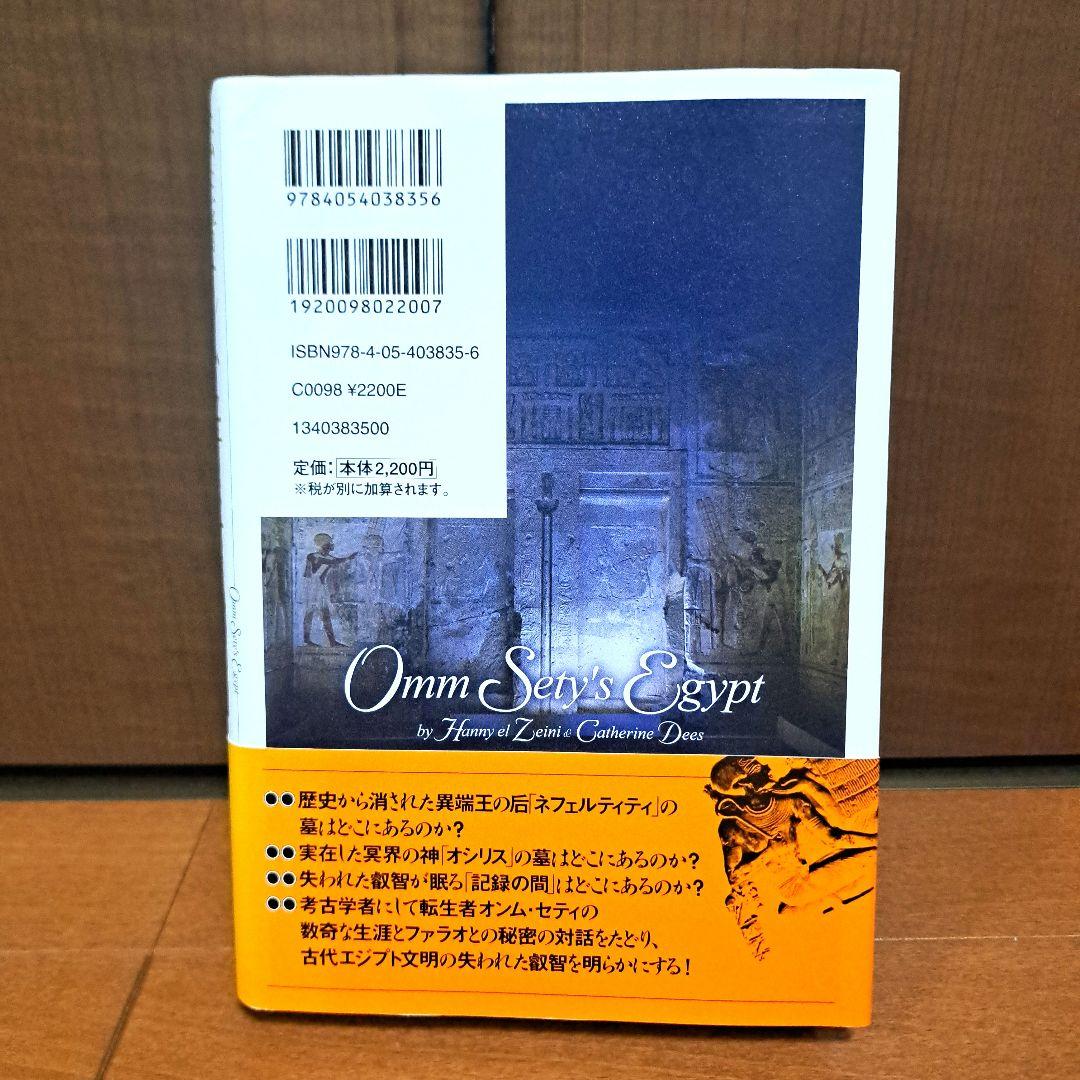 9784054038356
1920098022007
ISBN978-4-05-403835-6
C0098 ¥2200E
1340383500
定価：本体2,200円
※税が別に加算されます。
Omm Sety's Egypt
Omm Sety's Egypt
by Hanny el Zeini & Catherine Dees
●●歴史から消された異端王の后「ネフェルティティ」の
墓はどこにあるのか？
●●実在した冥界の神「オシリス」の墓はどこにあるのか？
●●失われた叡智が眠る「記録の間」はどこにあるのか？
●●考古学者にして転生者オンム・セティの
数奇な生涯とファラオとの秘密の対話をたどり、
古代エジプト文明の失われた叡智を明らかにする！